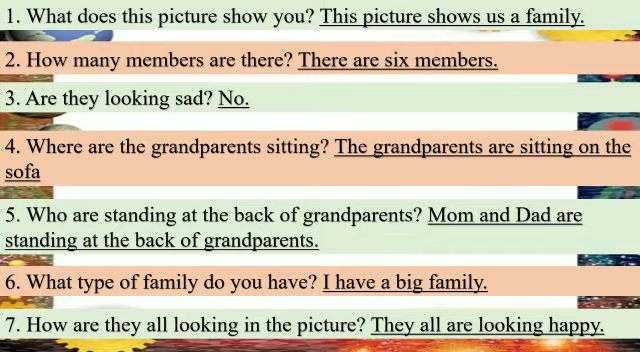 1. What does this picture show you? This picture shows us a family.
2. How many members are there? There are six members.
3. Are they looking sad? No.
4. Where are the grandparents sitting? The grandparents are sitting on the
sofa
5. Who are standing at the back of grandparents? Mom and Dad are
standing at the back of grandparents.
6. What type of family do you have? I have a big family.
7. How are they all looking in the picture? They all are looking happy.